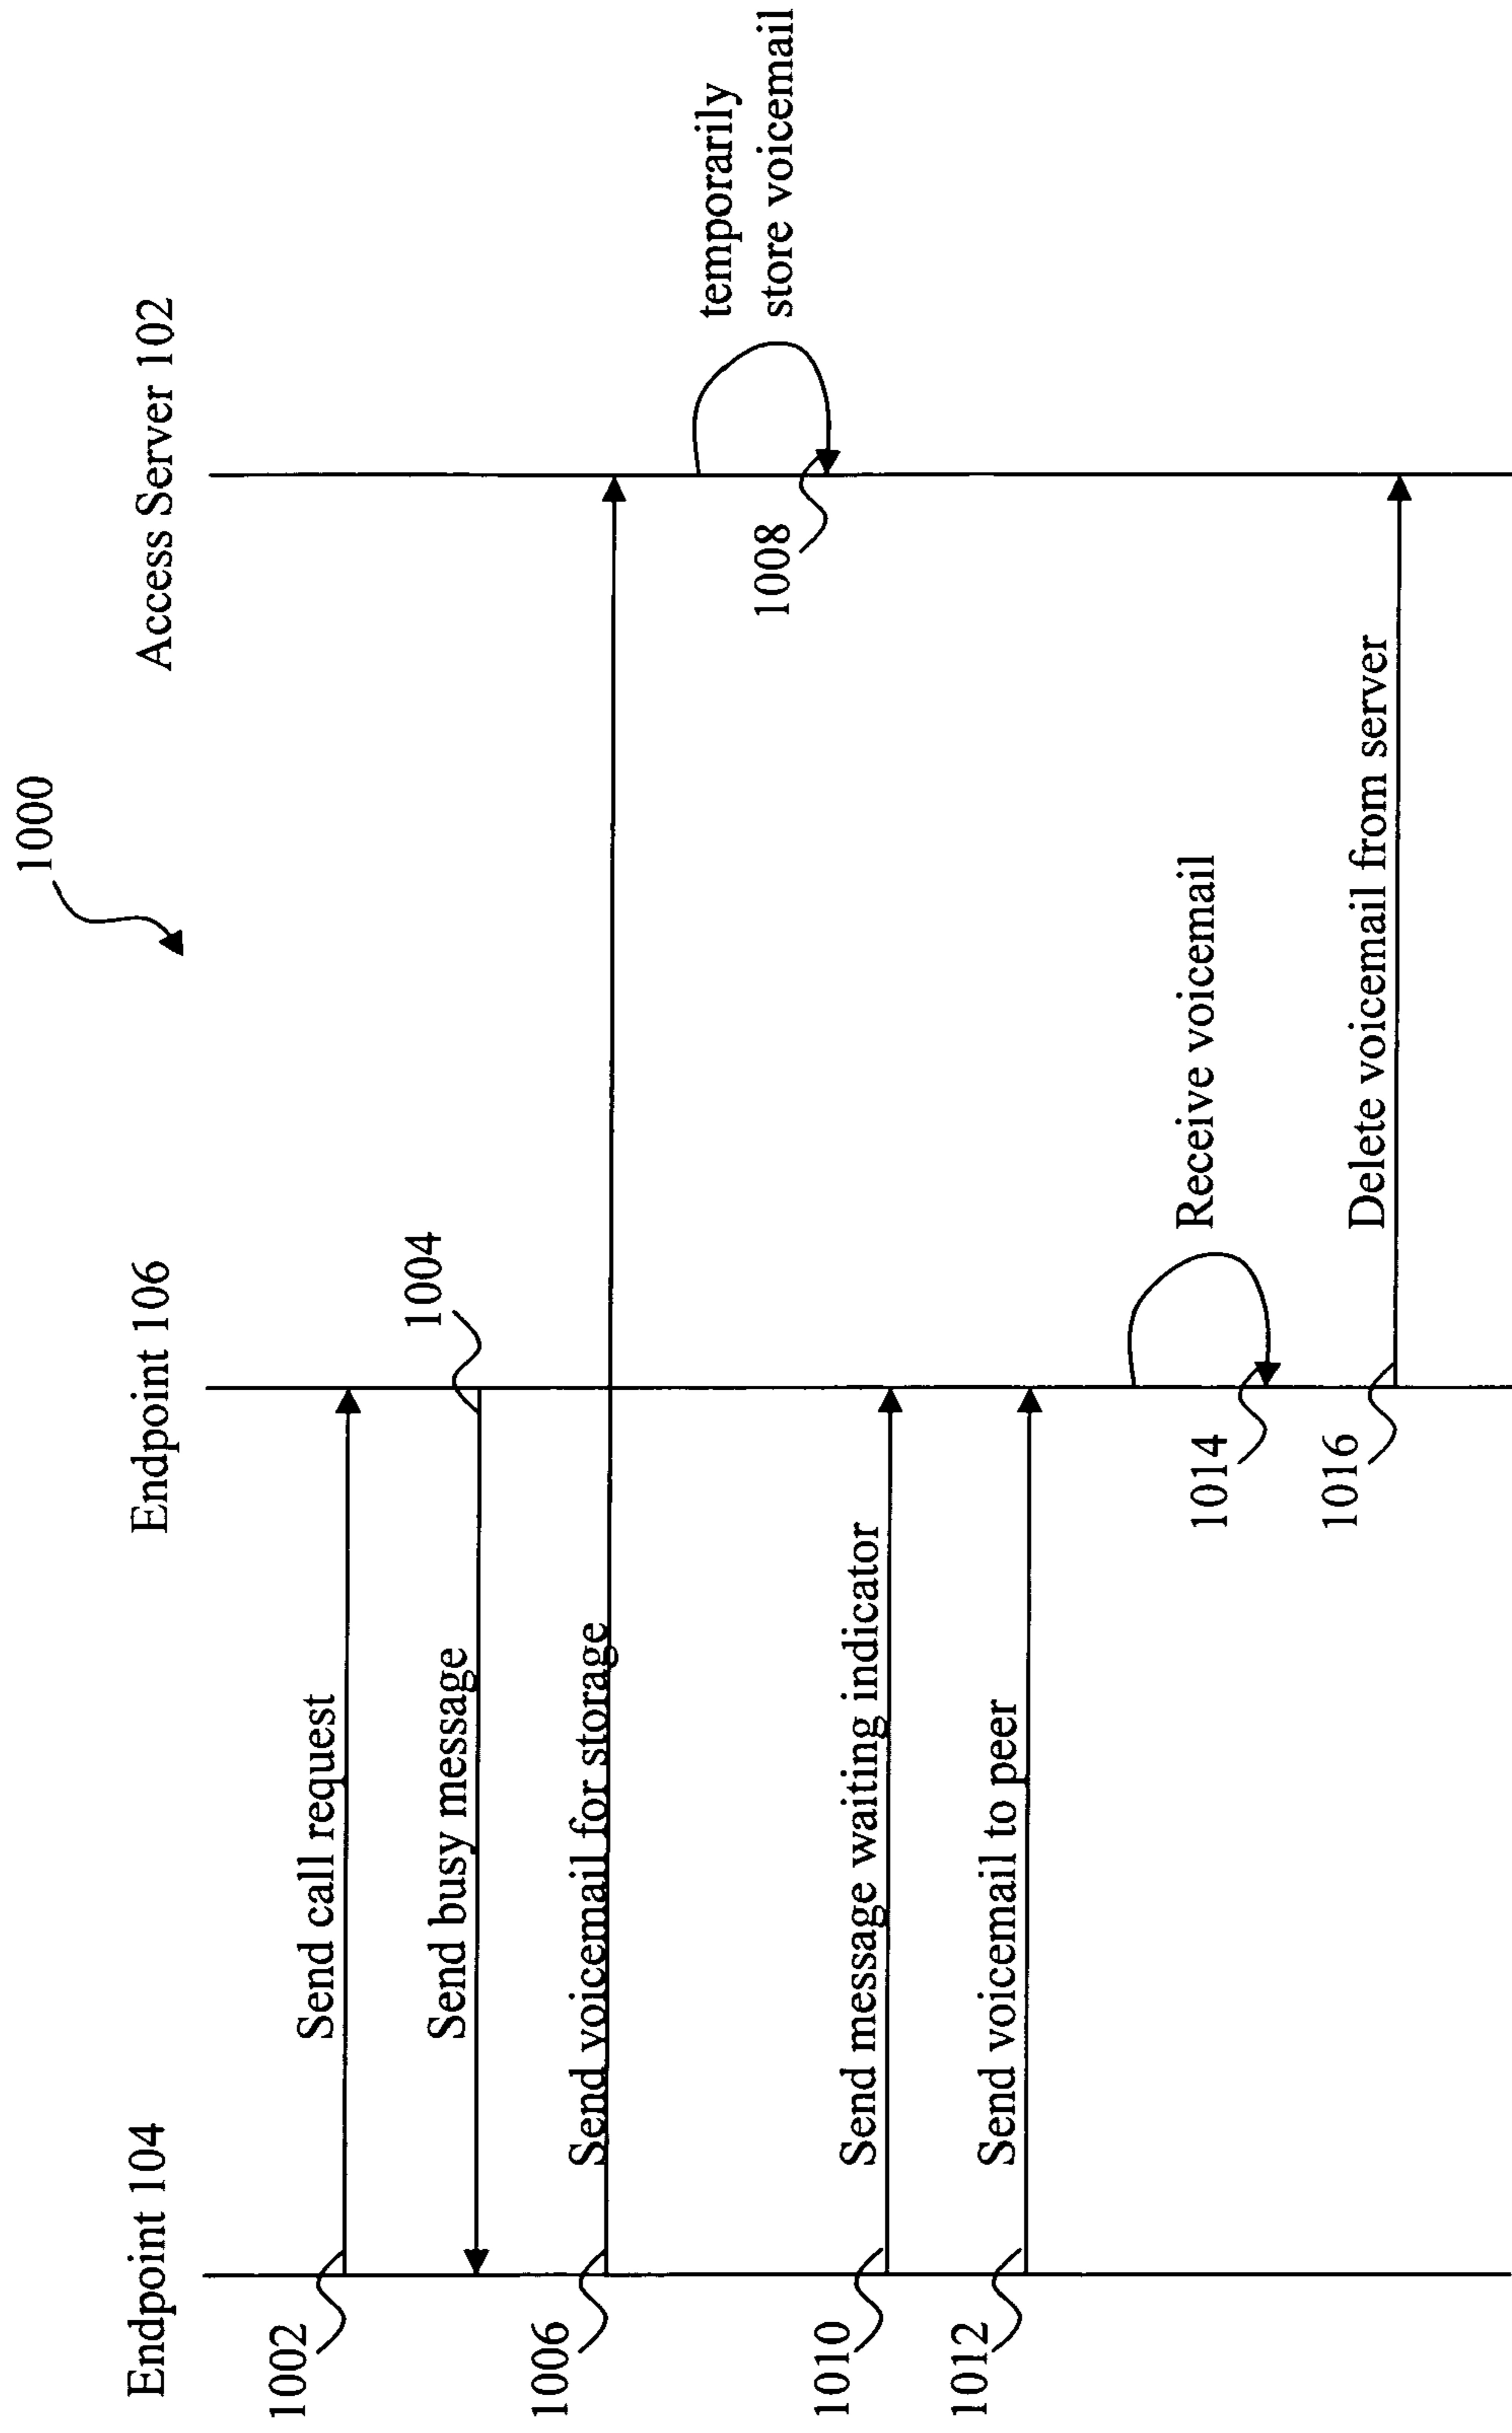 1000
Endpoint 104
Endpoint 106
Access Server 102
1002
Send call request
Send busy message
1004
1006
Send voicemail for storage
temporarily
store voicemail
1008
1010
Send message waiting indicator
1012
Send voicemail to peer
Receive voicemail
1014
1016
Delete voicemail from server